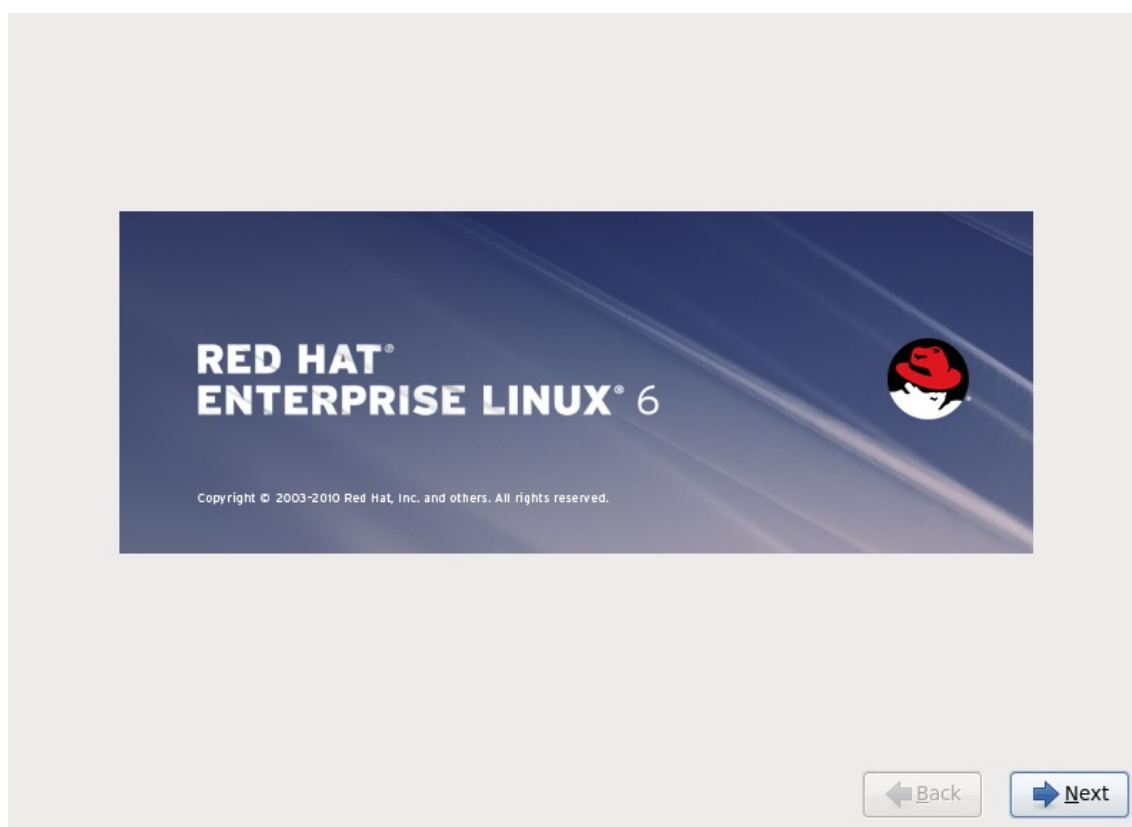 RED HAT®
ENTERPRISE LINUX® 6
Copyright © 2003-2010 Red Hat, Inc. and others. All rights reserved.
Back
Next